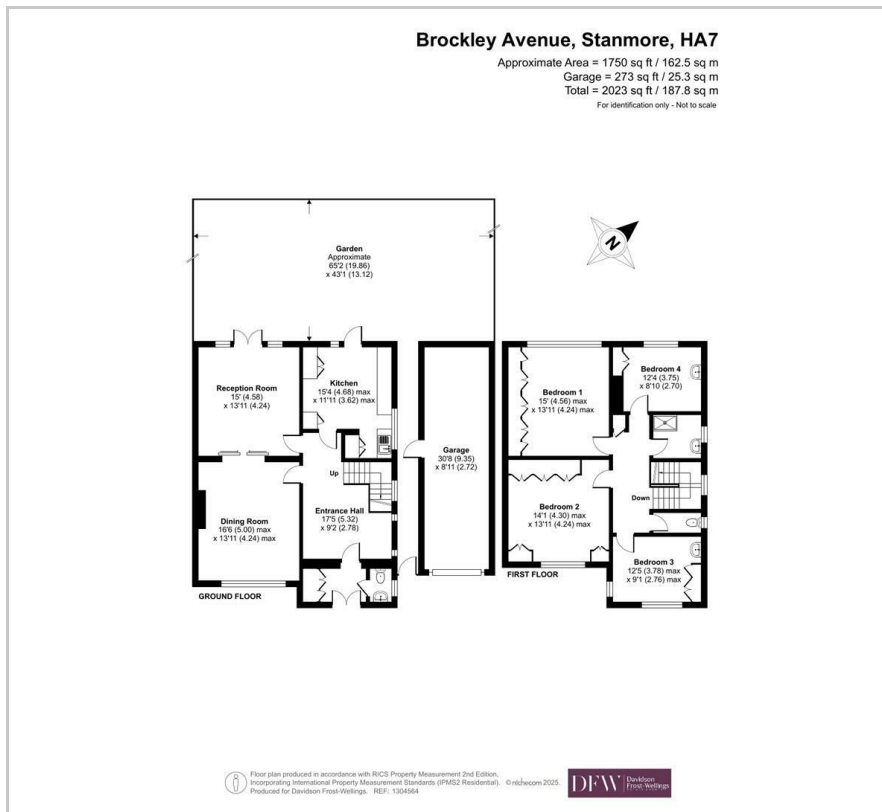 Brockley Avenue, Stanmore, HA7
Approximate Area = 1750 sq ft / 162.5 sq m
Garage = 273 sq ft / 25.3 sq m
Total = 2023 sq ft / 187.8 sq m
For identification only - Not to scale
Garden
Approximate
65'2 (19.86)
x 43'1 (13.12)
N
Reception Room
15' (4.58)
x 13'11 (4.24)
Kitchen
15'4 (4.68) max
x 11'11 (3.62) max
Dining Room
16'6 (5.00) max
x 13'11 (4.24) max
Up
Entrance Hall
17'5 (5.32)
x 9'2 (2.78)
GROUND FLOOR
Garage
30'8 (9.35)
x 8'11 (2.72)
Bedroom 1
15' (4.56) max
x 13'11 (4.24) max
Bedroom 4
12'4 (3.75)
x 8'10 (2.70)
Bedroom 2
14'1 (4.30) max
x 13'11 (4.24) max
Down
Bedroom 3
12'5 (3.78) max
x 9'1 (2.76) max
FIRST FLOOR
Floor plan produced in accordance with RICS Property Measurement 2nd Edition,
Incorporating International Property Measurement Standards (IPMS2 Residential). © nichecom 2025.
Produced for Davidson Frost-Wellings. REF: 1304564
DFW
Davidson
Frost-Wellings